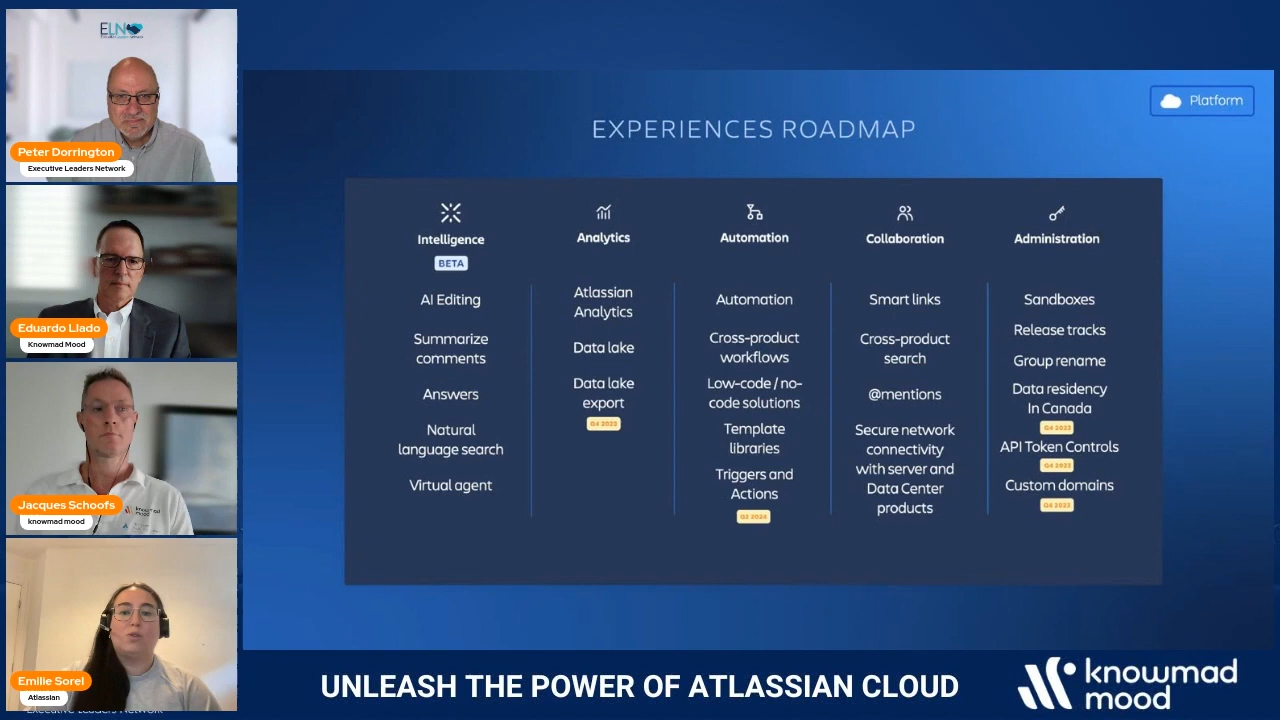 ELN
Peter Dorrington
Executive Leaders Network
Eduardo Llado
Knowmad Mood
Jacques Schoofs
knowmad mood
knowmad
mood
Emilie Sorel
Atlassian
Executive Leaders Network
Platform
EXPERIENCES ROADMAP
Intelligence
BETA
AI Editing
Summarize
comments
Answers
Natural
language search
Virtual agent
Analytics
Atlassian
Analytics
Data lake
Data lake
export
Q4 2023
Automation
Automation
Cross-product
workflows
Low-code / no-
code solutions
Template
libraries
Triggers and
Actions
Q2 2024
Collaboration
Smart links
Cross-product
search
@mentions
Secure network
connectivity
with server and
Data Center
products
Administration
Sandboxes
Release tracks
Group rename
Data residency
In Canada
Q4 2023
API Token Controls
Q4 2023
Custom domains
Q4 2023
UNLEASH THE POWER OF ATLASSIAN CLOUD
knowmad
mood